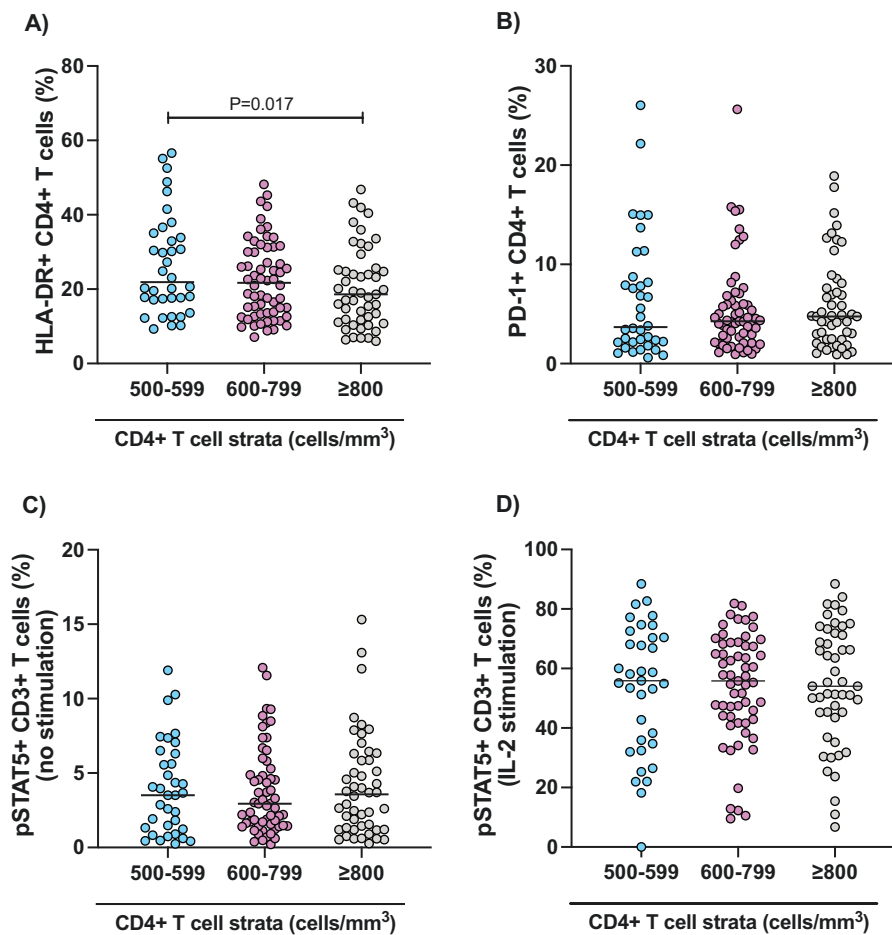 A)
HLA-DR+ CD4+ T cells (%)
80
60
40
20
0
P=0.017
500-599 600-799 ≥800
CD4+ T cell strata (cells/mm³)
B)
PD-1+ CD4+ T cells (%)
30
20
10
0
500-599 600-799 ≥800
CD4+ T cell strata (cells/mm³)
C)
pSTAT5+ CD3+ T cells (%)
(no stimulation)
20
15
10
5
0
500-599 600-799 ≥800
CD4+ T cell strata (cells/mm³)
D)
pSTAT5+ CD3+ T cells (%)
(IL-2 stimulation)
100
80
60
40
20
0
500-599 600-799 ≥800
CD4+ T cell strata (cells/mm³)